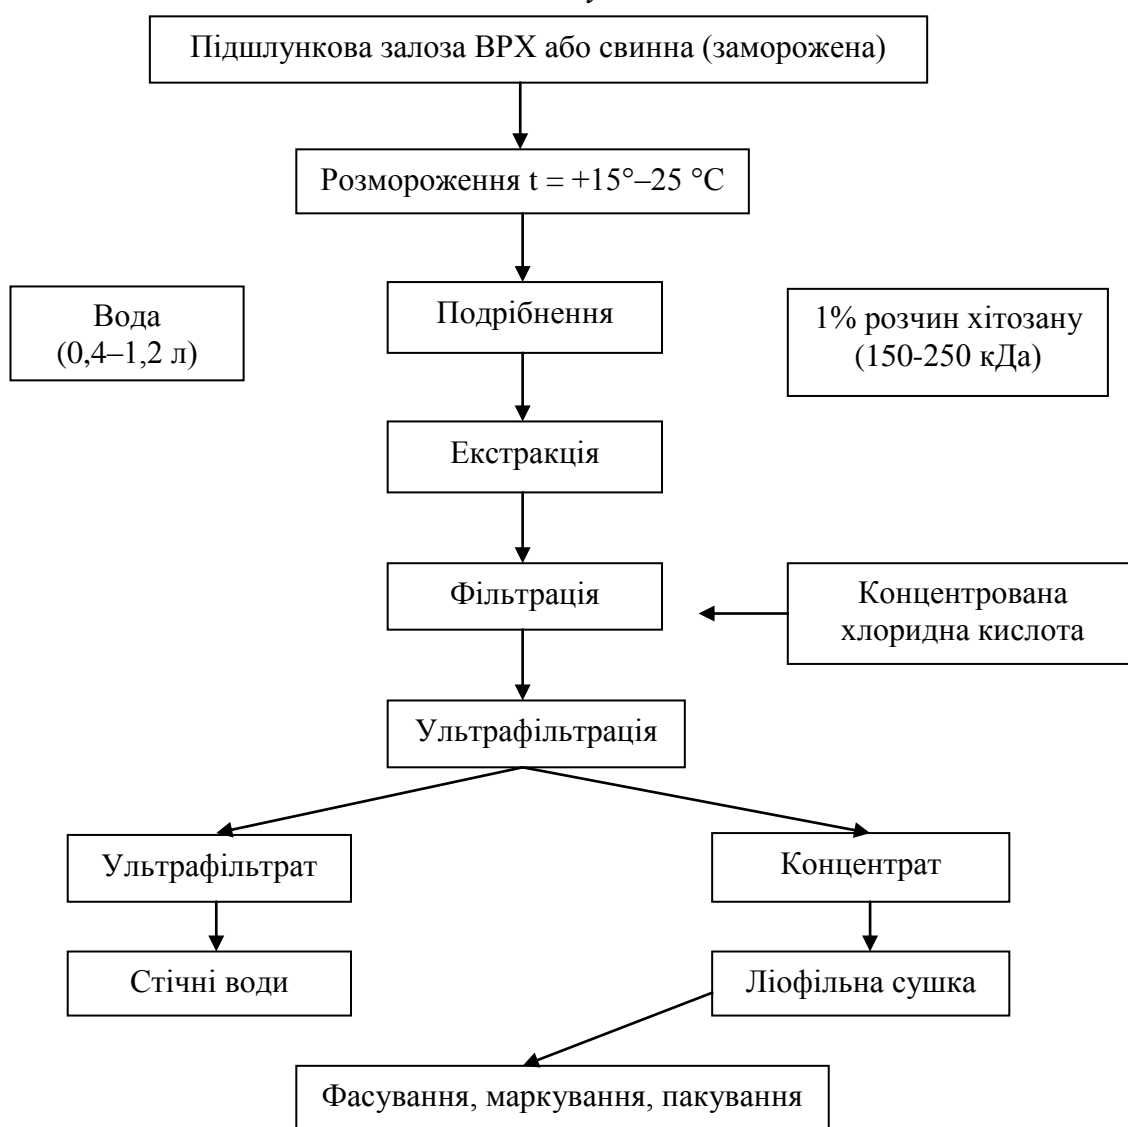 Підшлункова залоза ВРХ або свинна (заморожена)
Розмороження t = +15°–25 °С
Вода
(0,4–1,2 л)
Подрібнення
1% розчин хітозану
(150-250 кДа)
Екстракція
Фільтрація
Концентрована
хлоридна кислота
Ультрафільтрація
Ультрафільтрат
Концентрат
Стічні води
Ліофільна сушка
Фасування, маркування, пакування